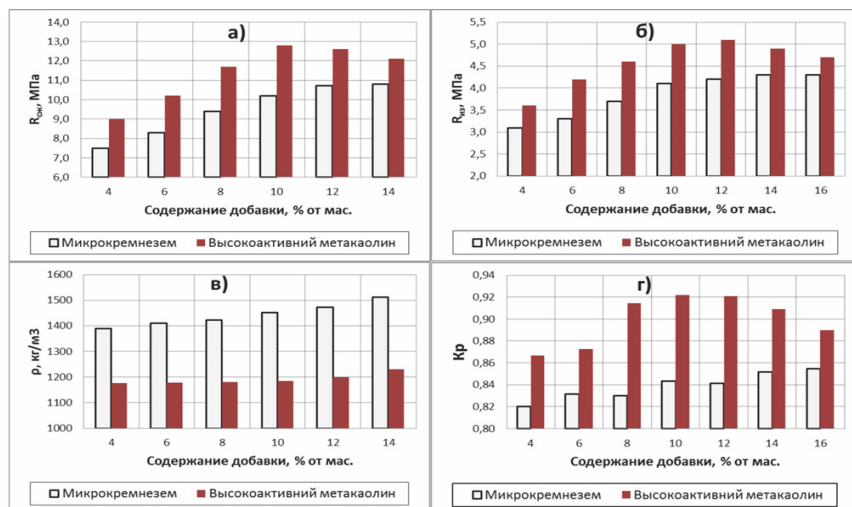 а)
14,0
13,0
12,0
11,0
10,0
9,0
8,0
7,0
6,0
Rсж, МПа
4 6 8 10 12 14
Содержание добавки, % от мас.
Микрокремнезем Высокоактивний метакаолин
б)
5,5
5,0
4,5
4,0
3,5
3,0
2,5
2,0
Rиз, МПа
4 6 8 10 12 14 16
Содержание добавки, % от мас.
Микрокремнезем Высокоактивний метакаолин
в)
1600
1500
1400
1300
1200
1100
1000
ρ, кг/м3
4 6 8 10 12 14
Содержание добавки, % от мас.
Микрокремнезем Высокоактивний метакаолин
г)
0,94
0,92
0,90
0,88
0,86
0,84
0,82
0,80
Кр
4 6 8 10 12 14 16
Содержание добавки, % от мас.
Микрокремнезем Высокоактивний метакаолин